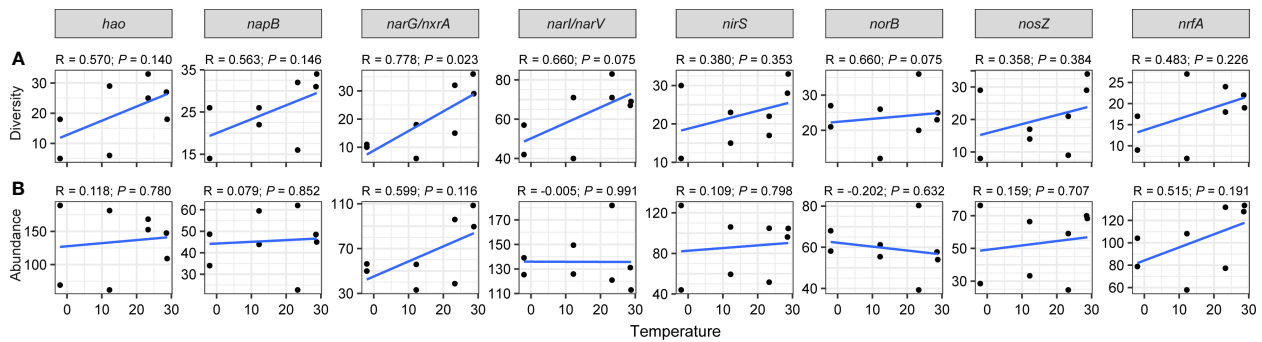 hao napB narG/nxrA narI/narV nirS norB nosZ nrfA
A
R = 0.570; P = 0.140 R = 0.563; P = 0.146 R = 0.778; P = 0.023 R = 0.660; P = 0.075 R = 0.380; P = 0.353 R = 0.660; P = 0.075 R = 0.358; P = 0.384 R = 0.483; P = 0.226
Diversity
30 20 10
35 25 15
30 20 10
80 60 40
30 20 10
30 20
30 20 10
25 20 15 10
B
R = 0.118; P = 0.780 R = 0.079; P = 0.852 R = 0.599; P = 0.116 R = -0.005; P = 0.991 R = 0.109; P = 0.798 R = -0.202; P = 0.632 R = 0.159; P = 0.707 R = 0.515; P = 0.191
Abundance
150 100
60 50 40 30
110 70 30
170 150 130 110
120 80 40
80 60 40
70 50 30
120 100 80 60
0 10 20 30 0 10 20 30 0 10 20 30 0 10 20 30 0 10 20 30 0 10 20 30 0 10 20 30 0 10 20 30
Temperature